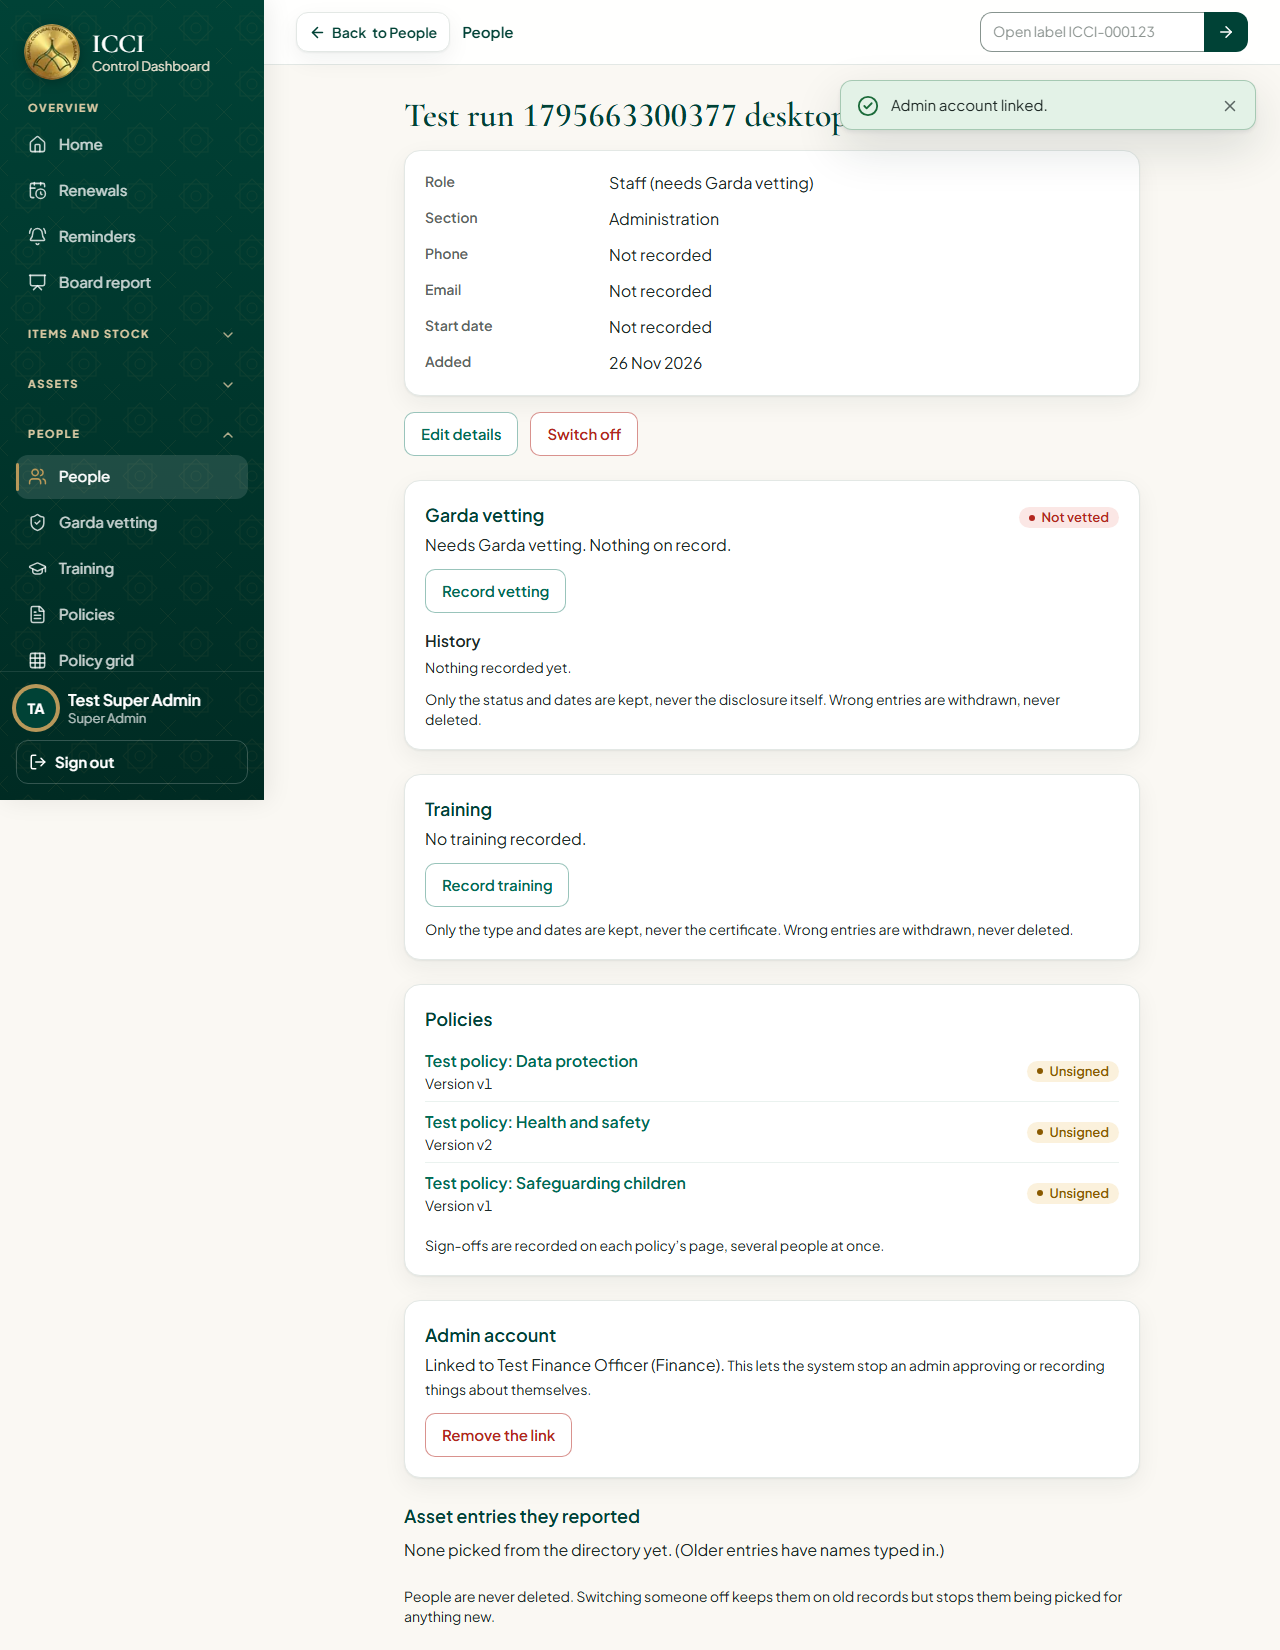 ICCI
Control Dashboard
OVERVIEW
Home
Renewals
Reminders
Board report
ITEMS AND STOCK
ASSETS
PEOPLE
People
Garda vetting
Training
Policies
Policy grid
TA
Test Super Admin
Super Admin
Sign out
Back to People
People
Open label ICCI-000123
Admin account linked.
Test run 1795663300377 desktop
Role
Staff (needs Garda vetting)
Section
Administration
Phone
Not recorded
Email
Not recorded
Start date
Not recorded
Added
26 Nov 2026
Edit details
Switch off
Garda vetting
Not vetted
Needs Garda vetting. Nothing on record.
Record vetting
History
Nothing recorded yet.
Only the status and dates are kept, never the disclosure itself. Wrong entries are withdrawn, never
deleted.
Training
No training recorded.
Record training
Only the type and dates are kept, never the certificate. Wrong entries are withdrawn, never deleted.
Policies
Test policy: Data protection
Version v1
Unsigned
Test policy: Health and safety
Version v2
Unsigned
Test policy: Safeguarding children
Version v1
Unsigned
Sign-offs are recorded on each policy's page, several people at once.
Admin account
Linked to Test Finance Officer (Finance). This lets the system stop an admin approving or recording
things about themselves.
Remove the link
Asset entries they reported
None picked from the directory yet. (Older entries have names typed in.)
People are never deleted. Switching someone off keeps them on old records but stops them being picked for
anything new.